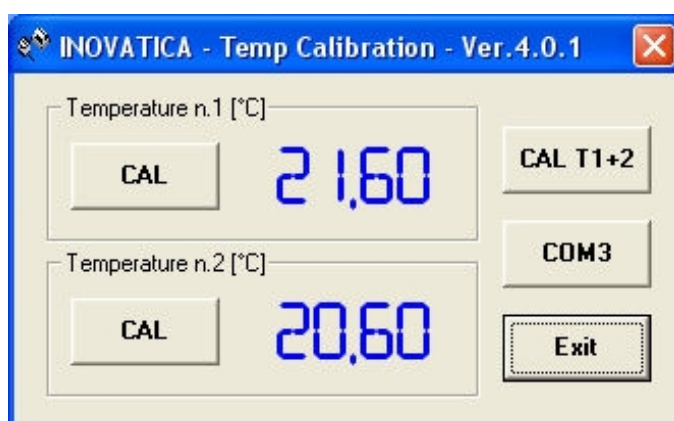 INOVATICA - Temp Calibration - Ver.4.0.1
Temperature n.1 [°C]
CAL
21,60
CAL T1+2
COM3
Temperature n.2 [°C]
CAL
20,60
Exit